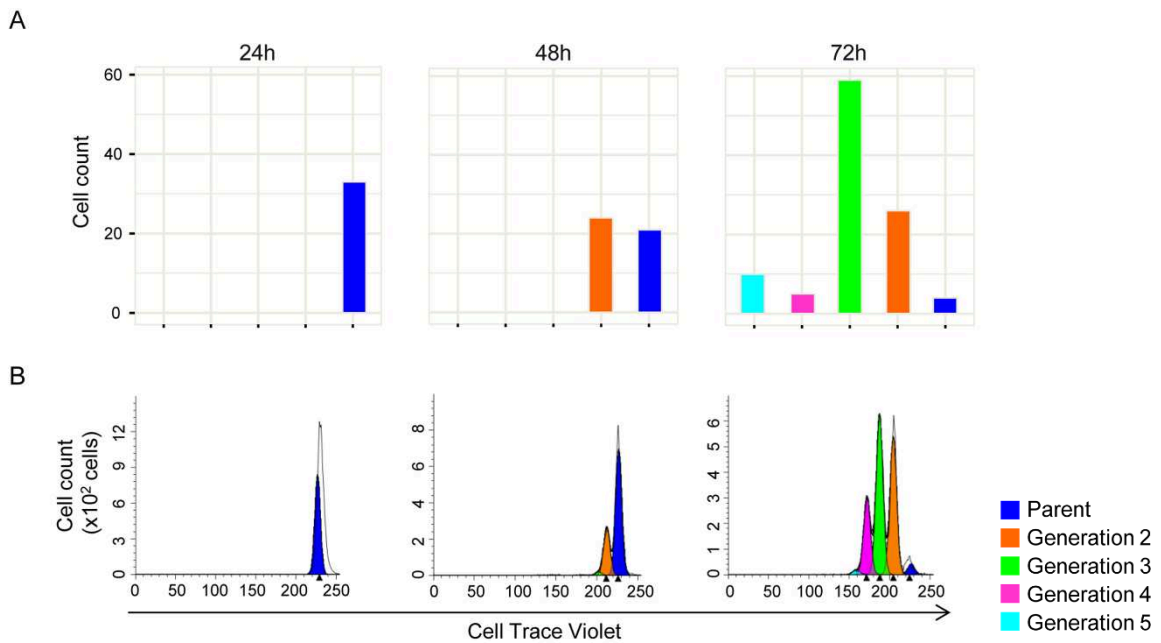 A
24h 48h 72h
60
40
20
0
Cell count
B
12
9
6
3
0
8
6
4
2
0
6
5
4
3
2
1
0
Cell count
(x10² cells)
0 50 100 150 200 250
0 50 100 150 200 250
0 50 100 150 200 250
Cell Trace Violet
Parent
Generation 2
Generation 3
Generation 4
Generation 5